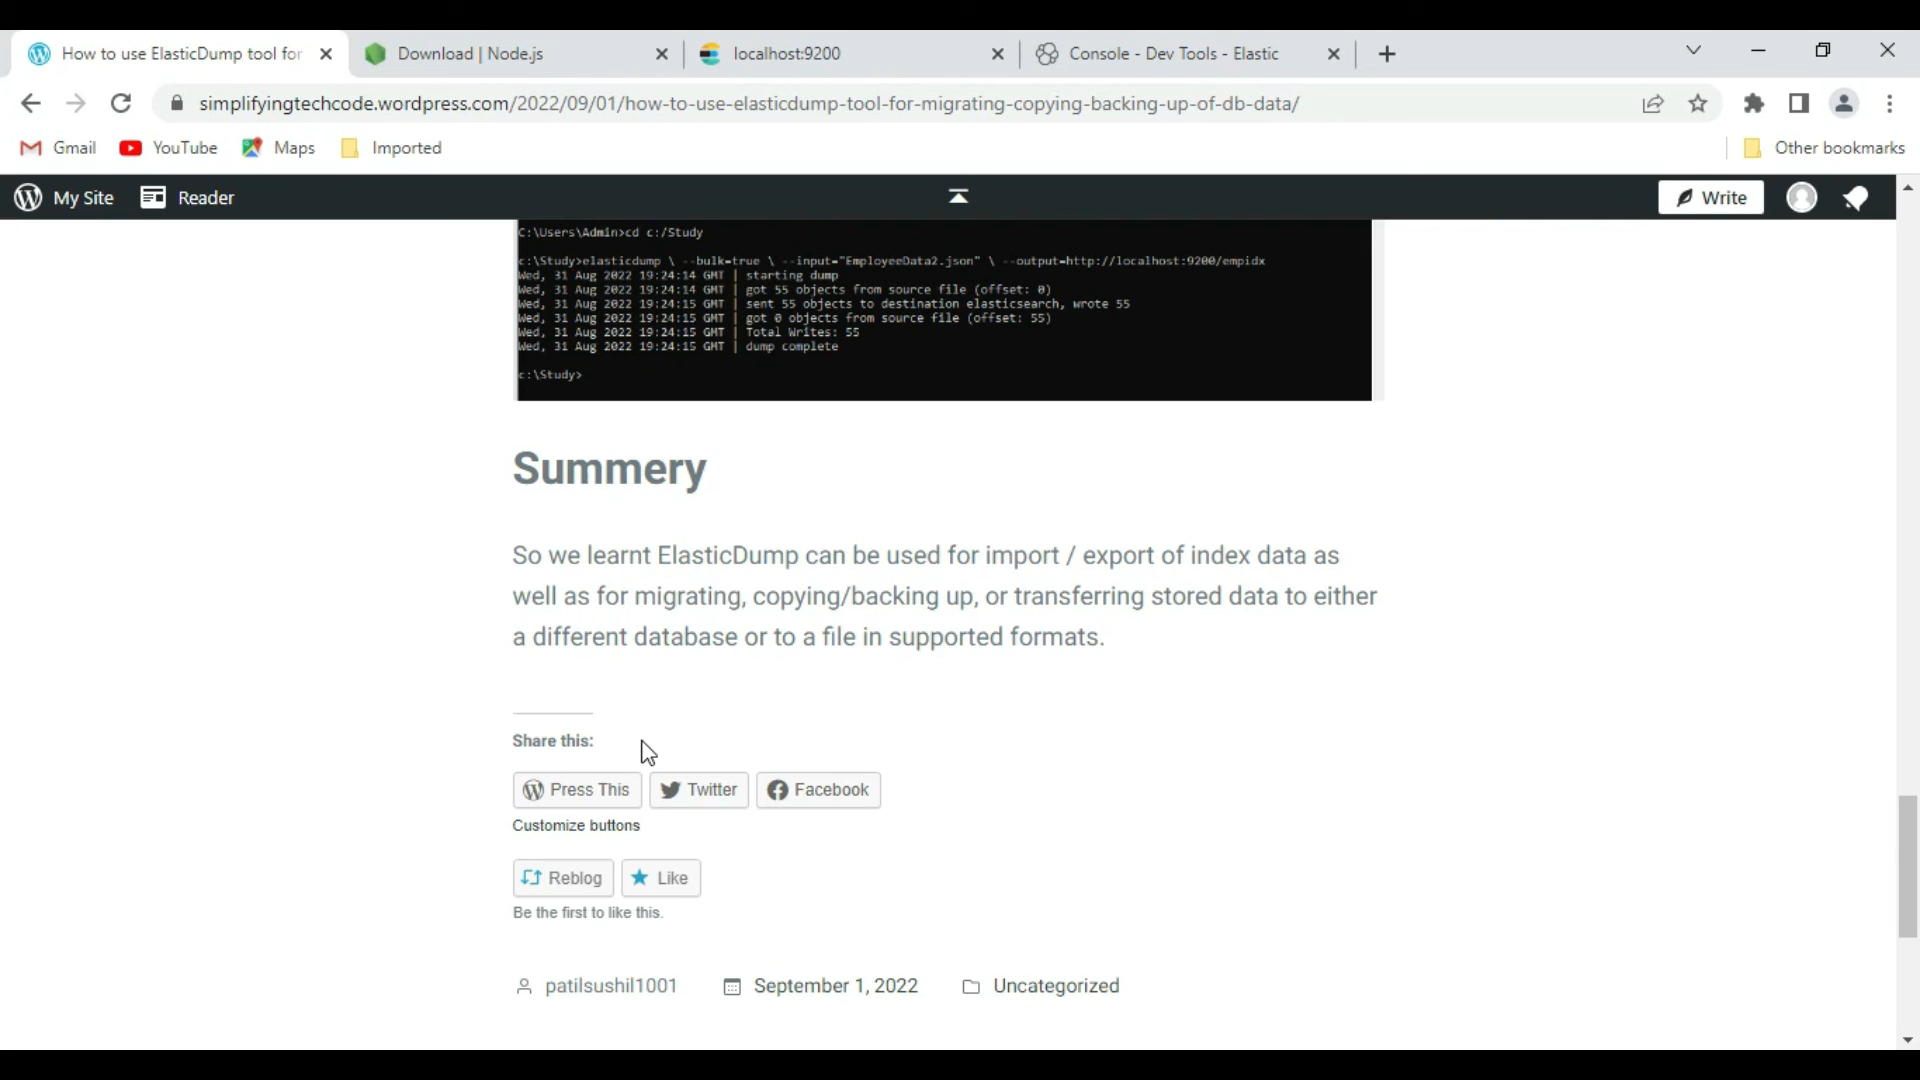 How to use ElasticDump tool for
Download | Node.js
localhost:9200
Console - Dev Tools - Elastic
simplifyingtechcode.wordpress.com/2022/09/01/how-to-use-elasticdump-tool-for-migrating-copying-backing-up-of-db-data/
Gmail
YouTube
Maps
Imported
Other bookmarks
My Site
Reader
Write
C:\Users\Admin>cd c:/Study
c:\Study>elasticdump \ --bulk=true \ --input="EmployeeData2.json" \ --output=http://localhost:9200/empidx
Wed, 31 Aug 2022 19:24:14 GMT | starting dump
Wed, 31 Aug 2022 19:24:14 GMT | got 55 objects from source file (offset: 0)
Wed, 31 Aug 2022 19:24:15 GMT | sent 55 objects to destination elasticsearch, wrote 55
Wed, 31 Aug 2022 19:24:15 GMT | got 0 objects from source file (offset: 55)
Wed, 31 Aug 2022 19:24:15 GMT | Total Writes: 55
Wed, 31 Aug 2022 19:24:15 GMT | dump complete
c:\Study>
Summery
So we learnt ElasticDump can be used for import / export of index data as
well as for migrating, copying/backing up, or transferring stored data to either
a different database or to a file in supported formats.
Share this:
Press This
Twitter
Facebook
Customize buttons
Reblog
Like
Be the first to like this.
patilsushil1001
September 1, 2022
Uncategorized